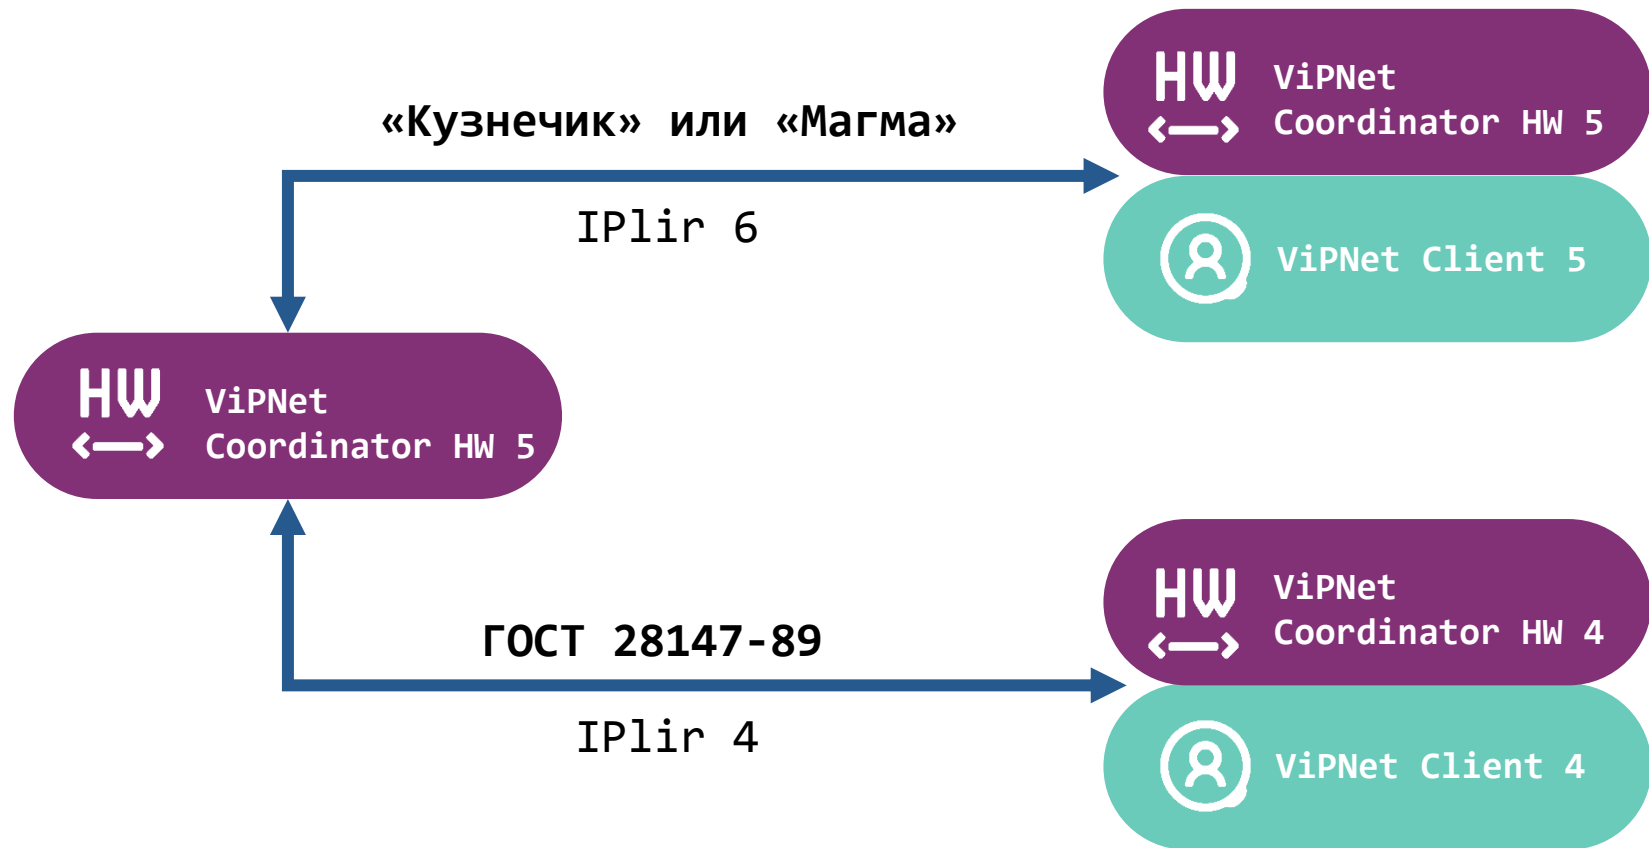 «Кузнечик» или «Магма»
IPlir 6
HW
ViPNet
Coordinator HW 5
ViPNet Client 5
HW
ViPNet
Coordinator HW 5
ГОСТ 28147-89
IPlir 4
HW
ViPNet
Coordinator HW 4
ViPNet Client 4